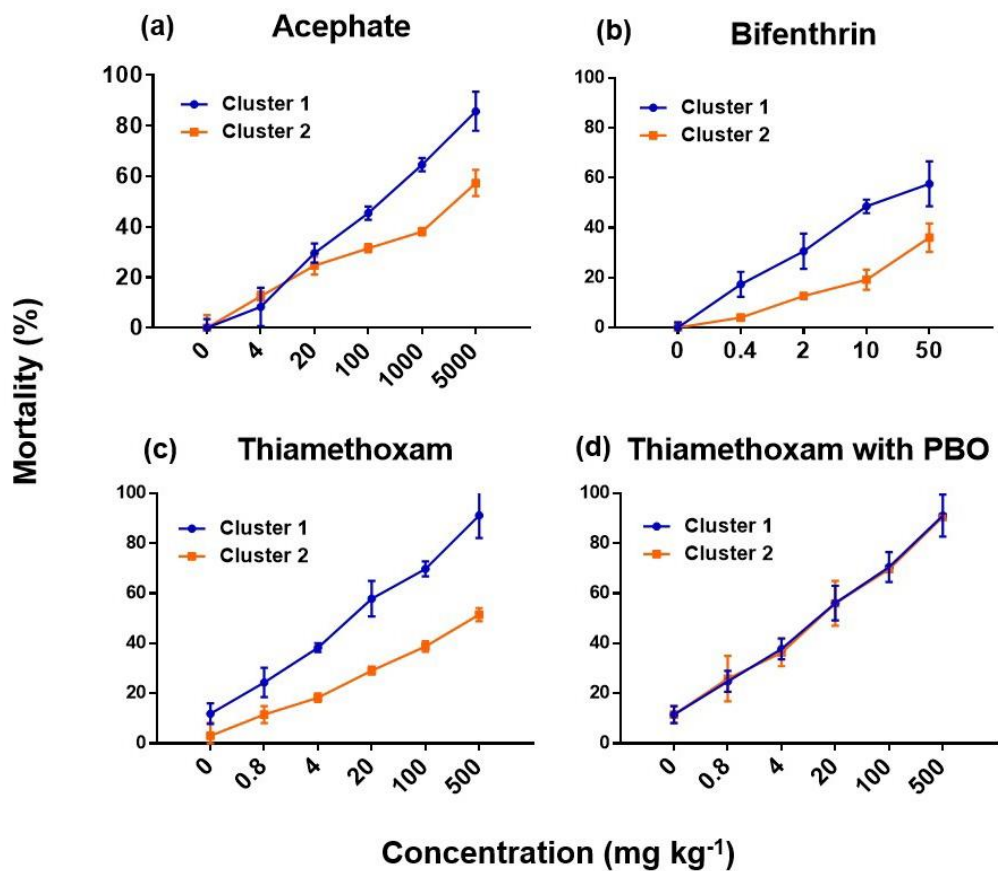 (a) Acephate
100
80
60
40
20
0
Cluster 1
Cluster 2
0 4 20 100 1000 5000
(b) Bifenthrin
100
80
60
40
20
0
Cluster 1
Cluster 2
0 0.4 2 10 50
Mortality (%)
(c) Thiamethoxam
100
80
60
40
20
0
Cluster 1
Cluster 2
0 0.8 4 20 100 500
(d) Thiamethoxam with PBO
100
80
60
40
20
0
Cluster 1
Cluster 2
0 0.8 4 20 100 500
Concentration (mg kg⁻¹)